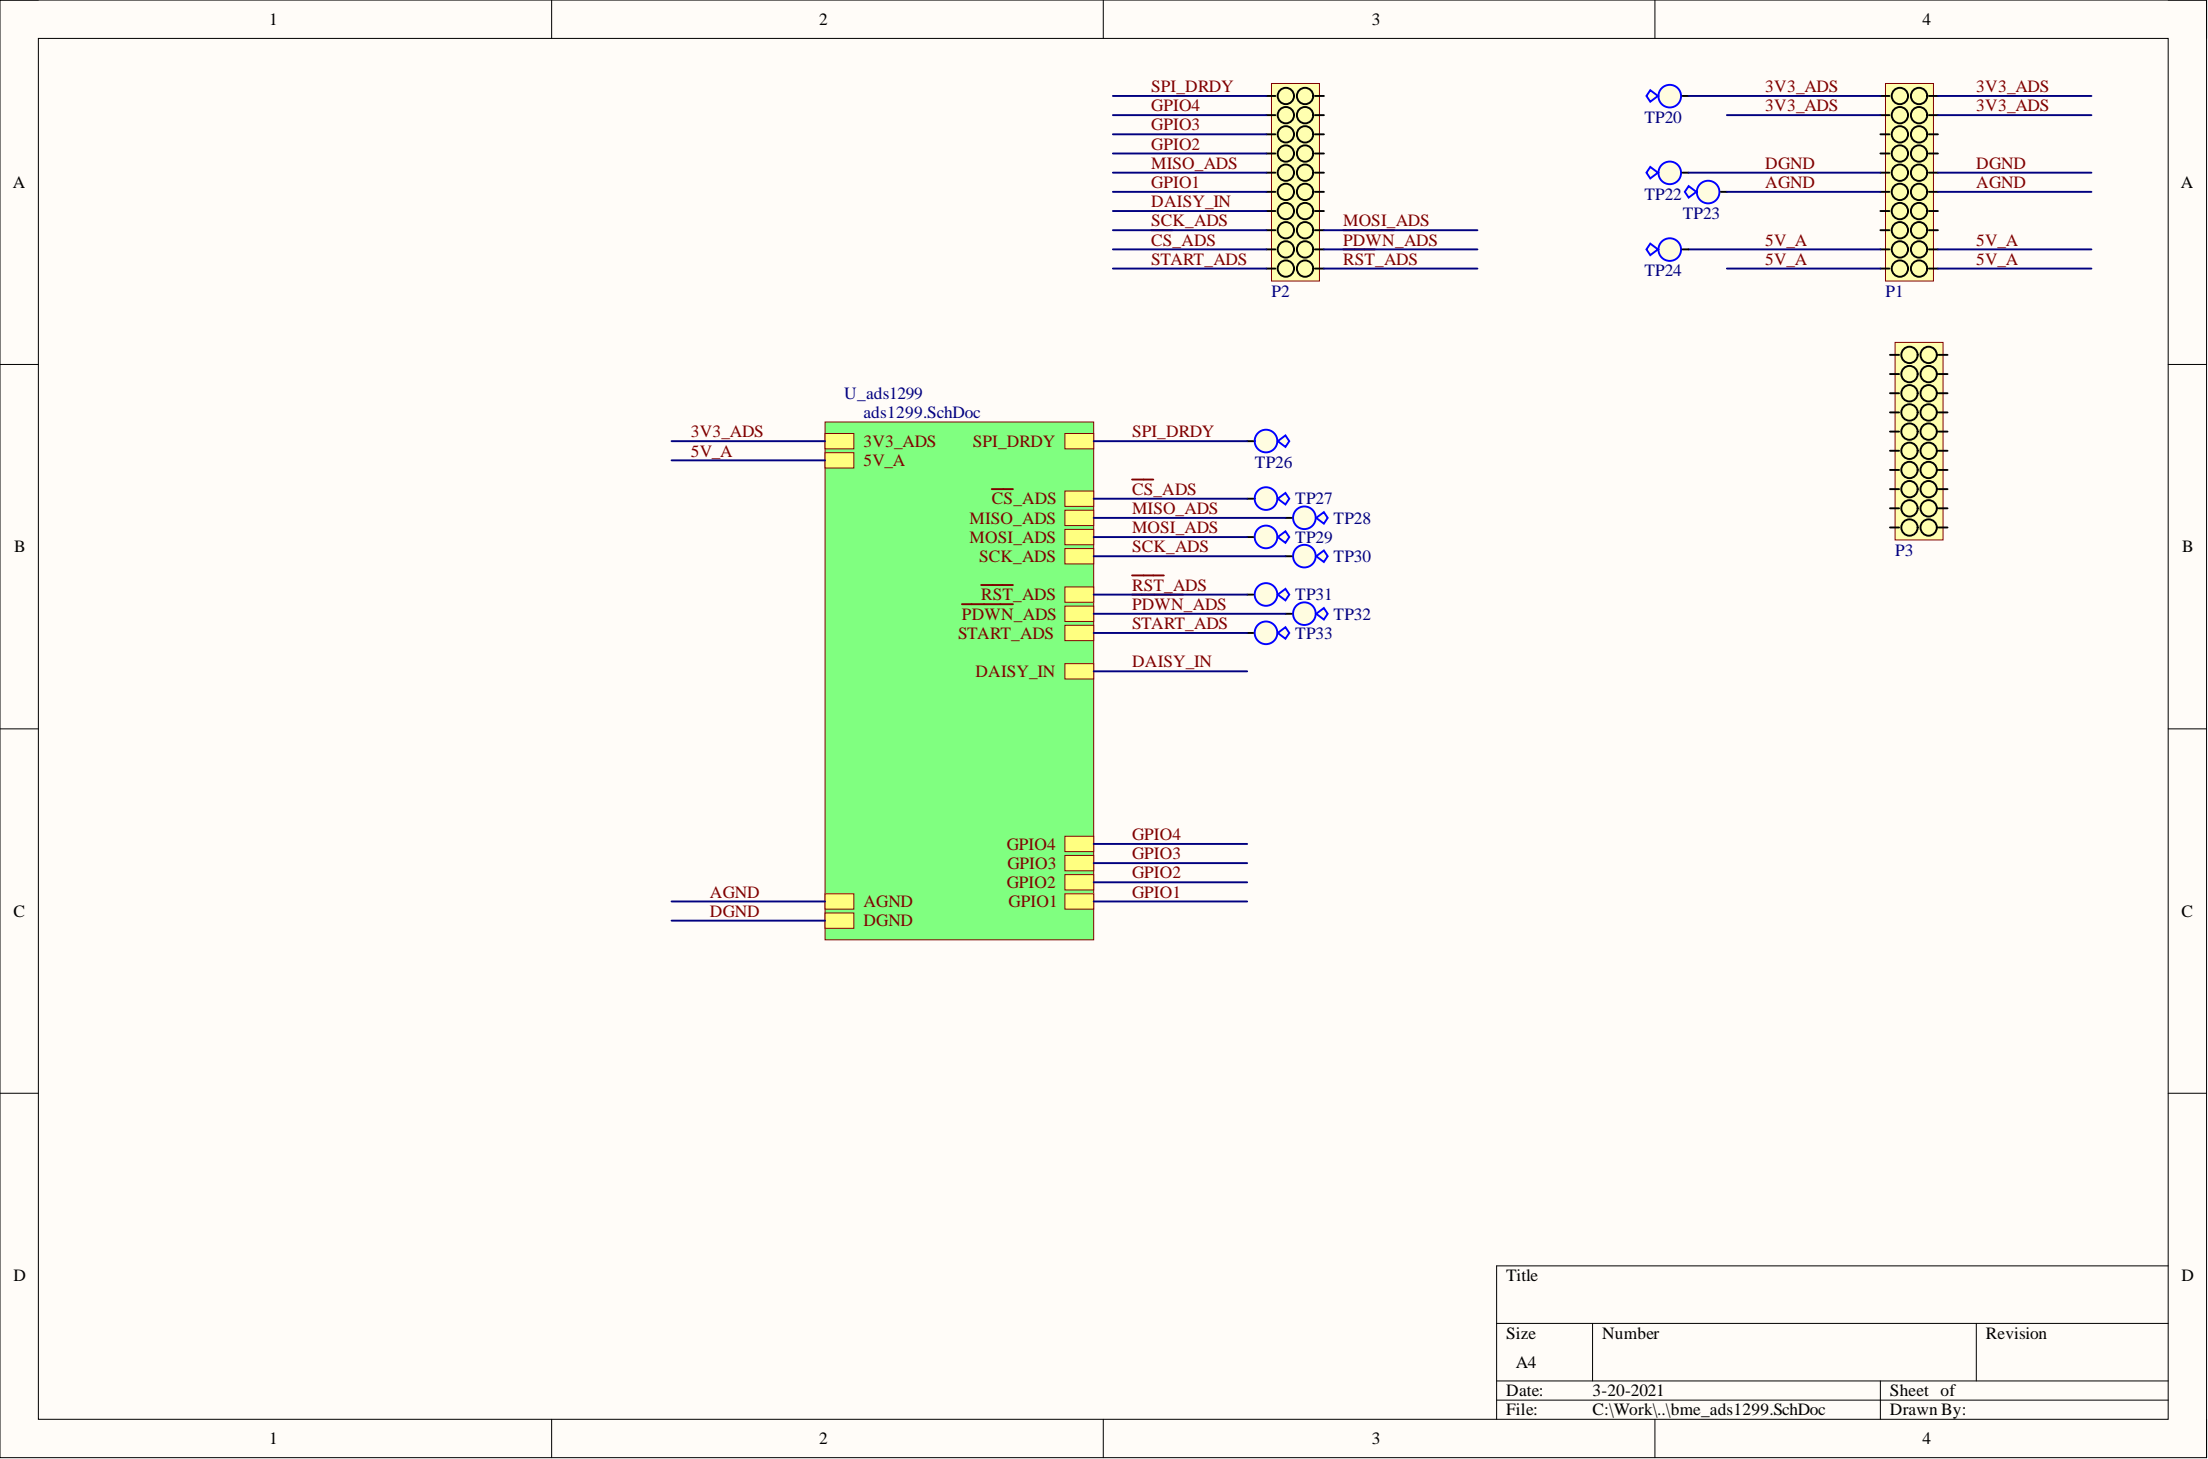 1 2 3 4
A A
SPI_DRDY
GPIO4
GPIO3
GPIO2
MISO_ADS
GPIO1
DAISY_IN
SCK_ADS MOSI_ADS
CS_ADS PDWN_ADS
START_ADS RST_ADS
P2
3V3_ADS 3V3_ADS
TP20 3V3_ADS 3V3_ADS
DGND DGND
TP22 AGND AGND
TP23
5V_A 5V_A
TP24 5V_A 5V_A
P1
P3
B B
U_ads1299
ads1299.SchDoc
3V3_ADS 3V3_ADS SPI_DRDY SPI_DRDY
5V_A 5V_A TP26
C̅S̅_ADS C̅S̅_ADS TP27
MISO_ADS MISO_ADS TP28
MOSI_ADS MOSI_ADS TP29
SCK_ADS SCK_ADS TP30
R̅S̅T̅_ADS R̅S̅T̅_ADS TP31
P̅D̅W̅N̅_ADS PDWN_ADS TP32
START_ADS START_ADS TP33
DAISY_IN DAISY_IN
GPIO4 GPIO4
GPIO3 GPIO3
GPIO2 GPIO2
AGND AGND GPIO1 GPIO1
DGND DGND
C C
D D
Title
Size Number Revision
A4
Date: 3-20-2021 Sheet of
File: C:\Work\..\bme_ads1299.SchDoc Drawn By:
1 2 3 4